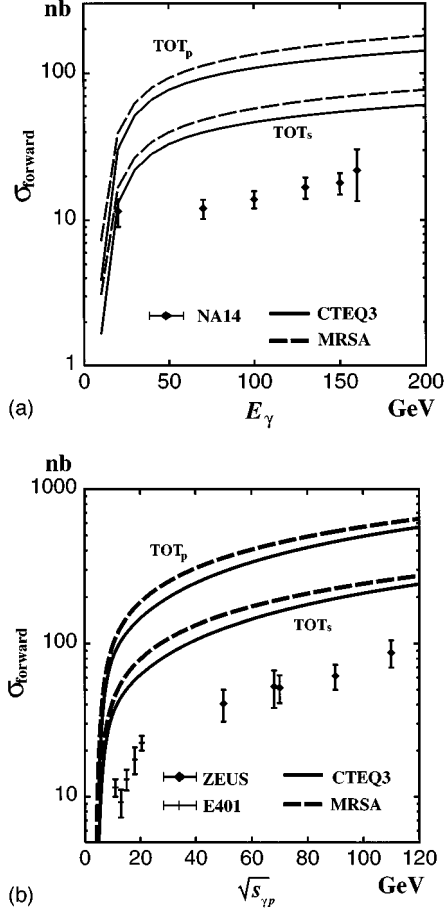 nb
100
10
1
σforward
TOTp
TOTs
NA14
CTEQ3
MRSA
0
50
100
150
200
(a)
Eγ
GeV
nb
1000
100
10
σforward
TOTp
TOTs
ZEUS
CTEQ3
E401
MRSA
0
20
40
60
80
100
120
(b)
√sγp
GeV